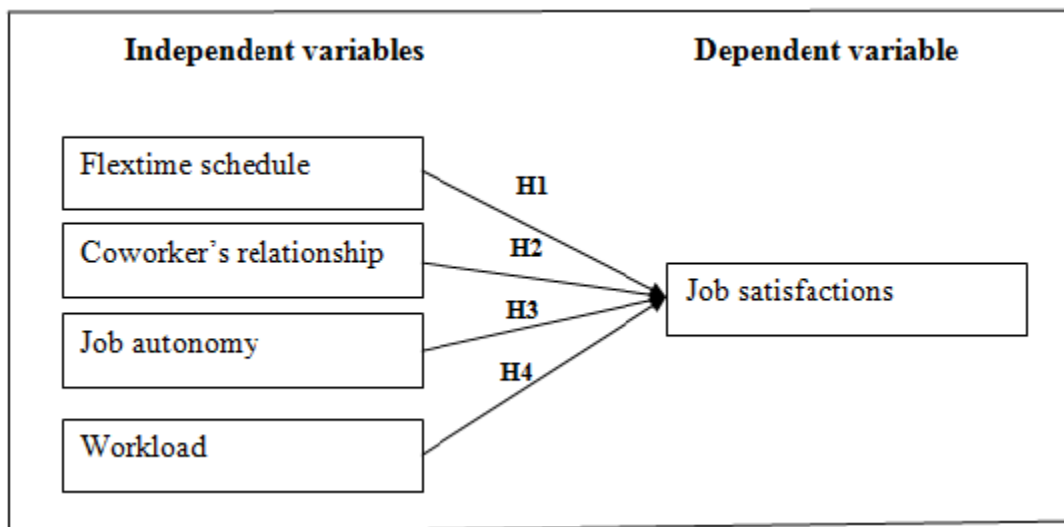 Independent variables
Dependent variable
Flextime schedule
H1
Coworker’s relationship
H2
Job satisfactions
H3
Job autonomy
H4
Workload